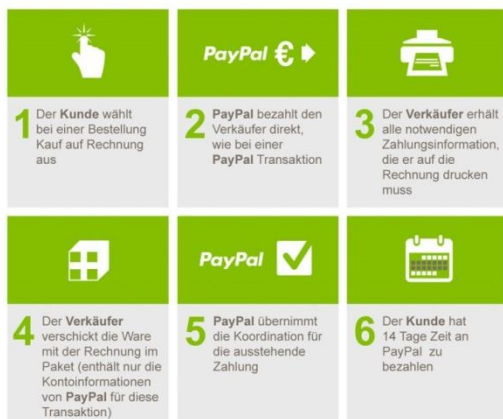 PayPal €
1
Der Kunde wählt
bei einer Bestellung
Kauf auf Rechnung
aus
2
PayPal bezahlt den
Verkäufer direkt,
wie bei einer
PayPal Transaktion
3
Der Verkäufer erhält
alle notwendigen
Zahlungsinformation,
die er auf die
Rechnung drucken
muss
4
Der Verkäufer
verschickt die Ware
mit der Rechnung im
Paket (enthält nur die
Kontoinformationen
von PayPal für diese
Transaktion)
PayPal
5
PayPal übernimmt
die Koordination für
die ausstehende
Zahlung
6
Der Kunde hat
14 Tage Zeit an
PayPal zu
bezahlen